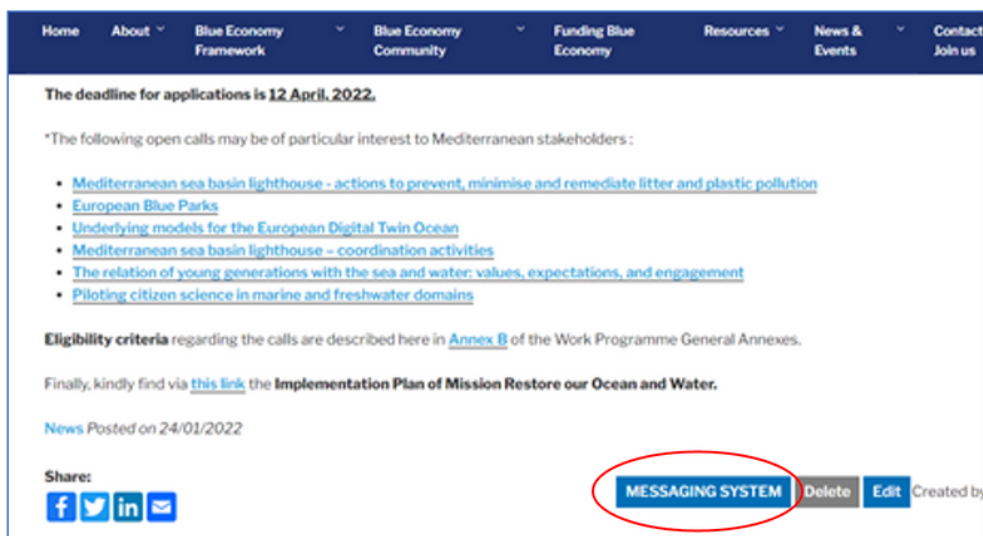 Home About Blue Economy Framework Blue Economy Community Funding Blue Economy Resources News & Events Contact Join us
The deadline for applications is 12 April, 2022.
*The following open calls may be of particular interest to Mediterranean stakeholders :
Mediterranean sea basin lighthouse - actions to prevent, minimise and remediate litter and plastic pollution
European Blue Parks
Underlying models for the European Digital Twin Ocean
Mediterranean sea basin lighthouse – coordination activities
The relation of young generations with the sea and water: values, expectations, and engagement
Piloting citizen science in marine and freshwater domains
Eligibility criteria regarding the calls are described here in Annex B of the Work Programme General Annexes.
Finally, kindly find via this link the Implementation Plan of Mission Restore our Ocean and Water.
News Posted on 24/01/2022
Share:
MESSAGING SYSTEM Delete Edit Created by